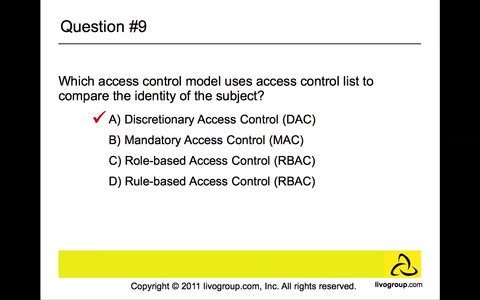 Question #9
Which access control model uses access control list to
compare the identity of the subject?
A) Discretionary Access Control (DAC)
B) Mandatory Access Control (MAC)
C) Role-based Access Control (RBAC)
D) Rule-based Access Control (RBAC)
Copyright © 2011 livogroup.com, Inc. All rights reserved.
livogroup.com